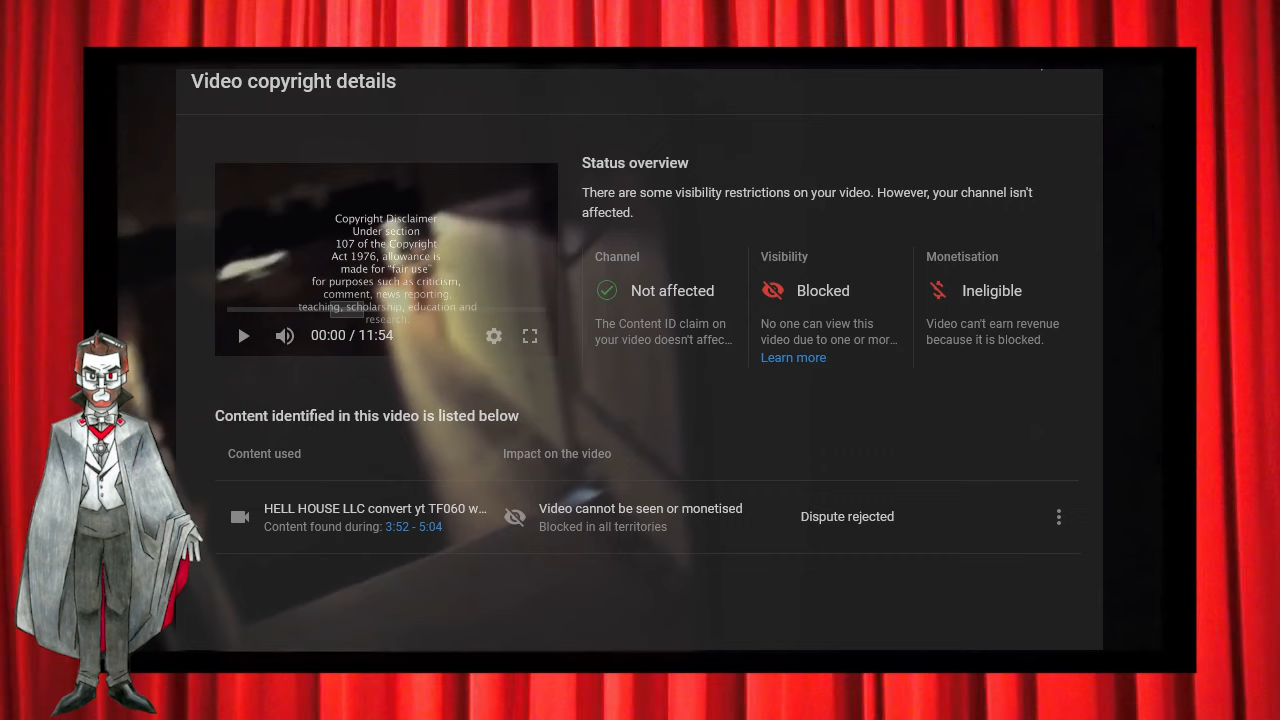 Video copyright details
Copyright Disclaimer
Under section
107 of the Copyright
Act 1976, allowance is
made for "fair use"
for purposes such as criticism,
comment, news reporting,
teaching, scholarship, education and
research.
00:00 / 11:54
Status overview
There are some visibility restrictions on your video. However, your channel isn't
affected.
Channel
Not affected
The Content ID claim on
your video doesn't affec…
Visibility
Blocked
No one can view this
video due to one or mor…
Learn more
Monetisation
Ineligible
Video can't earn revenue
because it is blocked.
Content identified in this video is listed below
Content used
Impact on the video
HELL HOUSE LLC convert yt TF060 w…
Content found during: 3:52 - 5:04
Video cannot be seen or monetised
Blocked in all territories
Dispute rejected